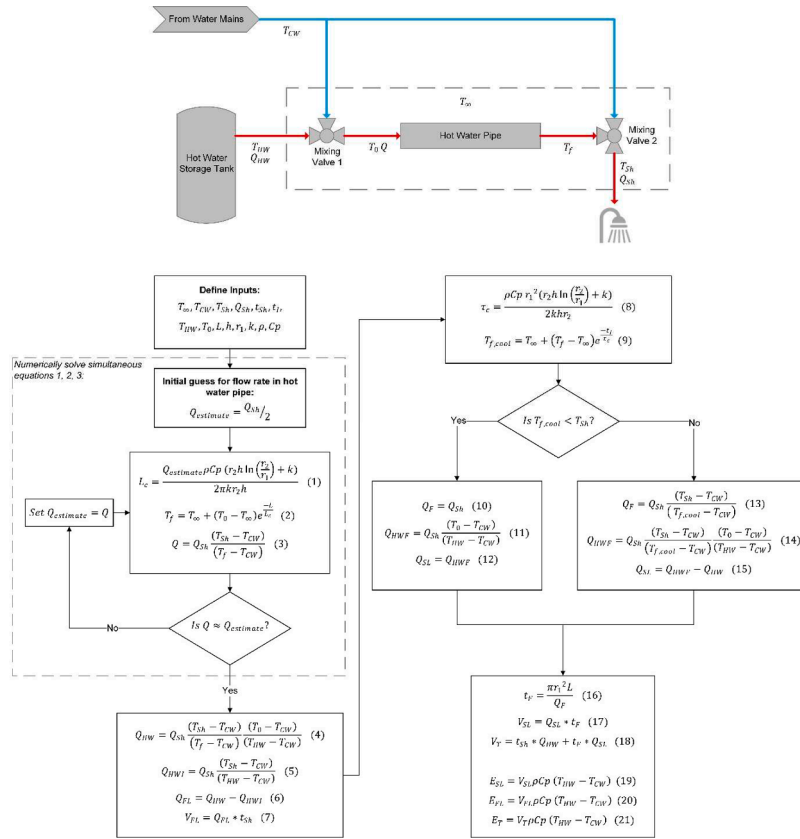 From Water Mains
T_CW
T_∞
Hot Water
Storage Tank
T_HW
Q_HW
Mixing
Valve 1
T_0 Q
Hot Water Pipe
T_f
Mixing
Valve 2
T_Sh
Q_Sh
Define Inputs:
T_∞, T_CW, T_Sh, Q_Sh, t_Sh, t_I,
T_HW, T_0, L, h, r_1, k, ρ, Cp
Numerically solve simultaneous
equations 1, 2, 3:
Initial guess for flow rate in hot
water pipe:
Q_estimate = Q_Sh/2
L_c = Q_estimate ρCp (r_2 h ln(r_2/r_1) + k) / 2πkr_2h (1)
T_f = T_∞ + (T_0 − T_∞)e^(−L/L_c) (2)
Q = Q_Sh (T_Sh − T_CW)/(T_f − T_CW) (3)
Set Q_estimate = Q
No
Is Q ≈ Q_estimate?
Yes
Q_HW = Q_Sh (T_Sh − T_CW)/(T_f − T_CW) (T_0 − T_CW)/(T_HW − T_CW) (4)
Q_HWI = Q_Sh (T_Sh − T_CW)/(T_HW − T_CW) (5)
Q_FL = Q_HW − Q_HWI (6)
V_FL = Q_FL * t_Sh (7)
τ_c = ρCp r_1^2 (r_2 h ln(r_2/r_1) + k) / 2khr_2 (8)
T_f,cool = T_∞ + (T_f − T_∞)e^(−t_I/τ_c) (9)
Is T_f,cool < T_Sh?
Yes
No
Q_F = Q_Sh (10)
Q_HWF = Q_Sh (T_0 − T_CW)/(T_HW − T_CW) (11)
Q_SL = Q_HWF (12)
Q_F = Q_Sh (T_Sh − T_CW)/(T_f,cool − T_CW) (13)
Q_HWF = Q_Sh (T_Sh − T_CW)/(T_f,cool − T_CW) (T_0 − T_CW)/(T_HW − T_CW) (14)
Q_SL = Q_HWF − Q_HW (15)
t_F = πr_1^2 L / Q_F (16)
V_SL = Q_SL * t_F (17)
V_T = t_Sh * Q_HW + t_F * Q_SL (18)
E_SL = V_SL ρCp (T_HW − T_CW) (19)
E_FL = V_FL ρCp (T_HW − T_CW) (20)
E_T = V_T ρCp (T_HW − T_CW) (21)